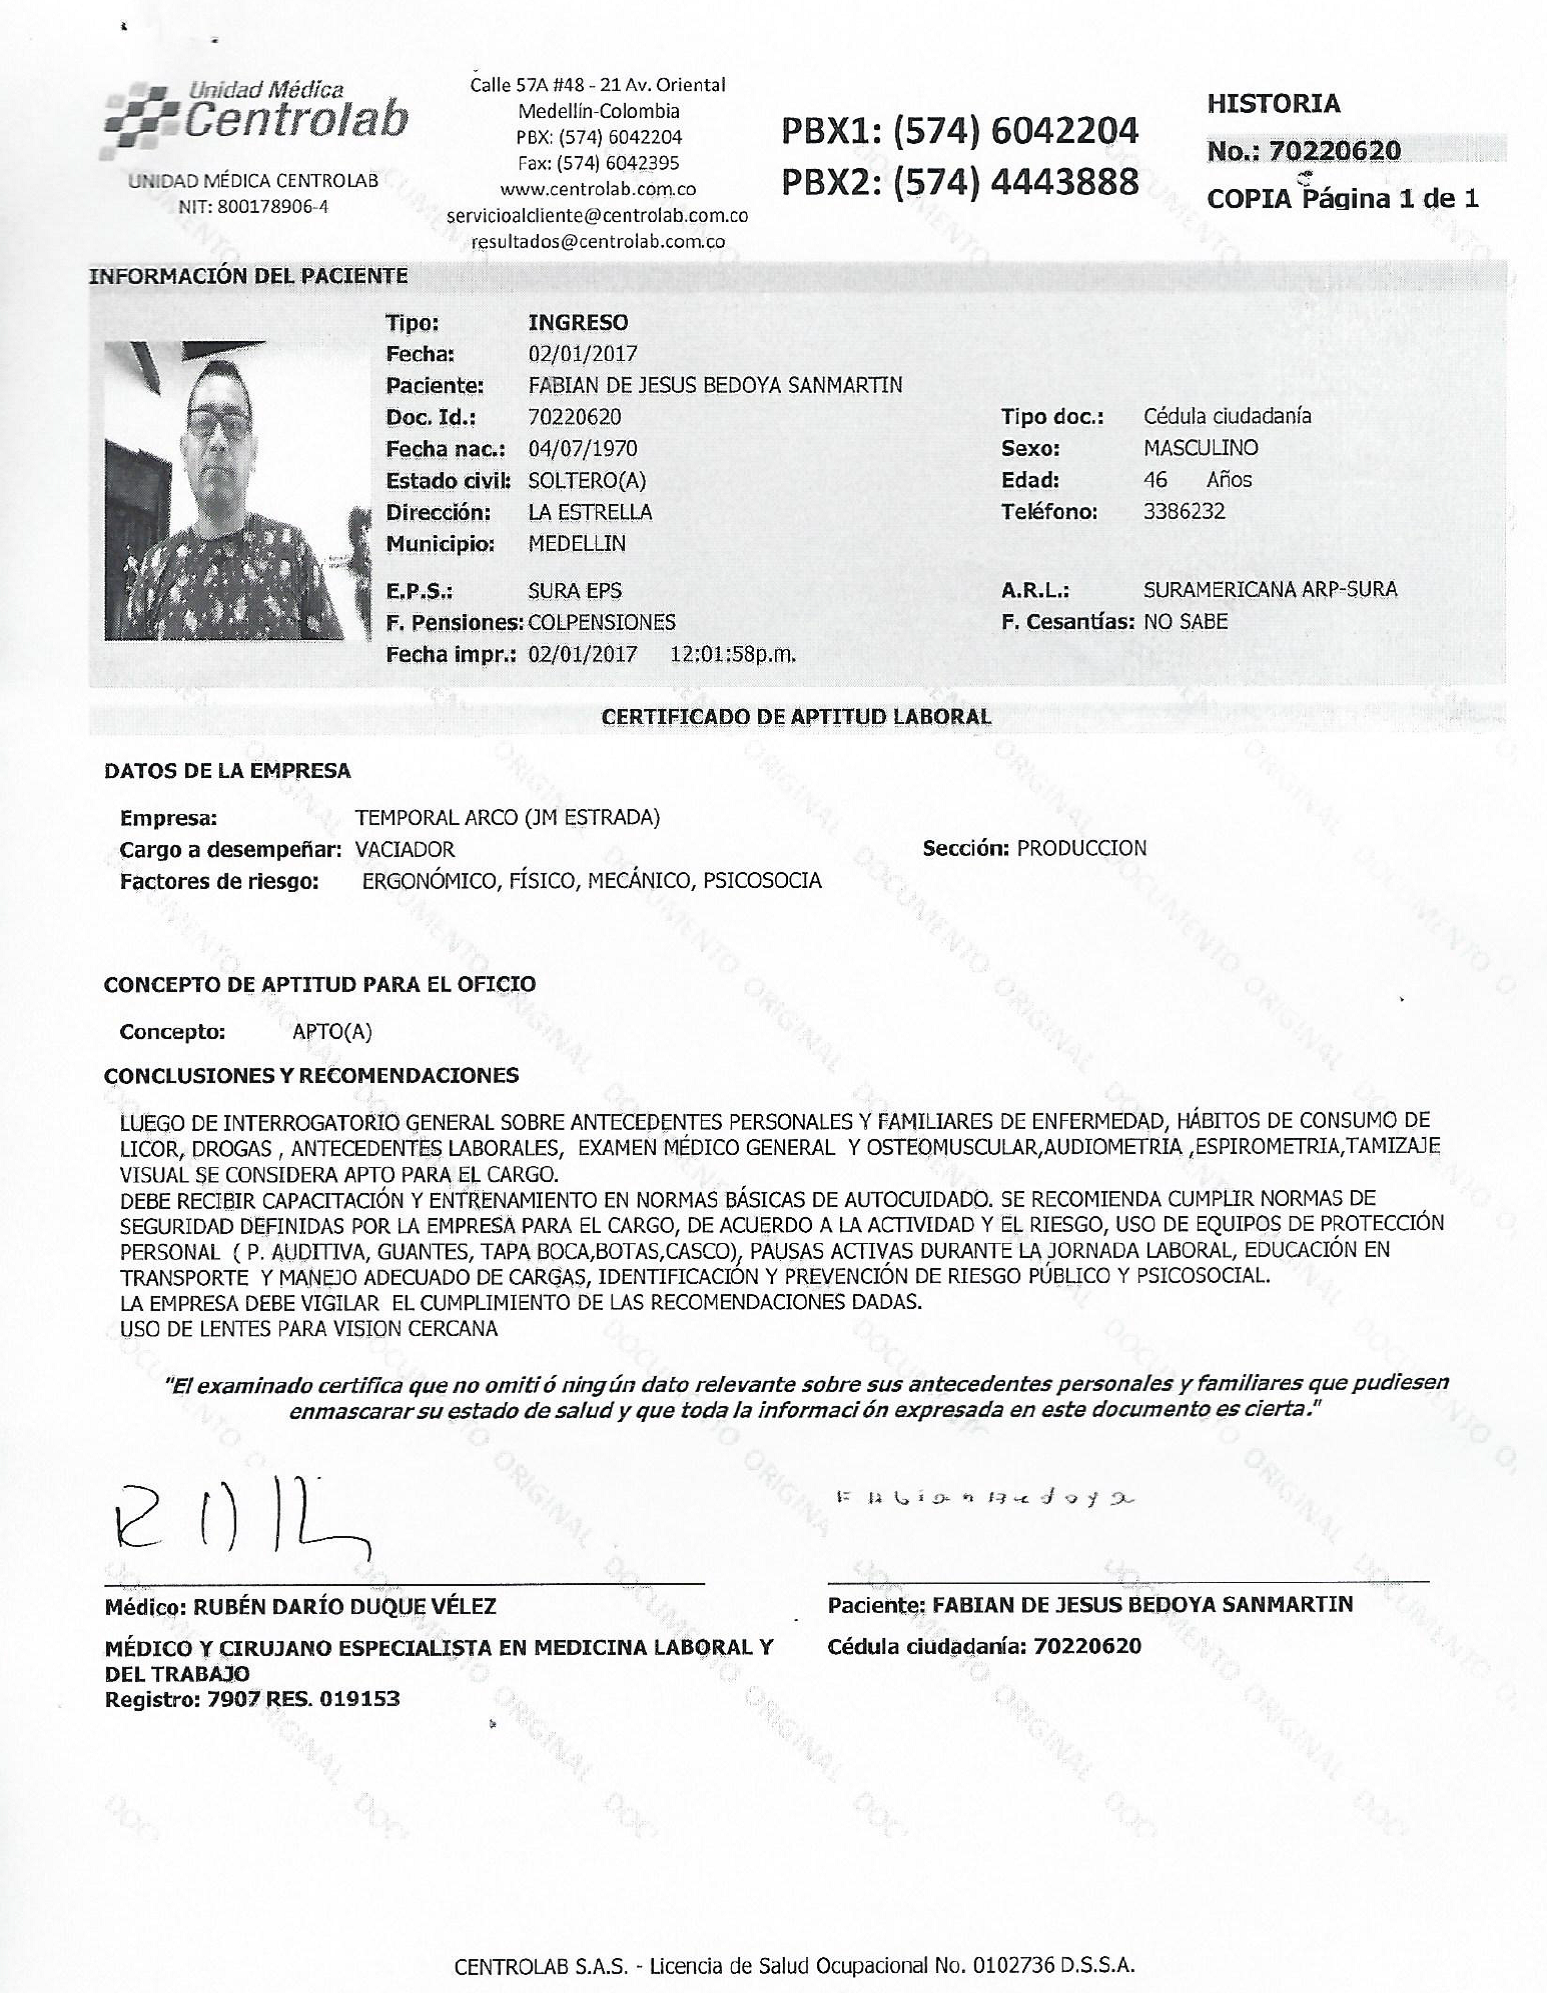 Unidad Médica
Centrolab
UNIDAD MÉDICA CENTROLAB
NIT: 800178906-4
Calle 57A #48 - 21 Av. Oriental
Medellín-Colombia
PBX: (574) 6042204
Fax: (574) 6042395
www.centrolab.com.co
servicioalcliente@centrolab.com.co
resultados@centrolab.com.co
PBX1: (574) 6042204
PBX2: (574) 4443888
HISTORIA
No.: 70220620
COPIA Página 1 de 1
INFORMACIÓN DEL PACIENTE
Tipo: INGRESO
Fecha: 02/01/2017
Paciente: FABIAN DE JESUS BEDOYA SANMARTIN
Doc. Id.: 70220620 Tipo doc.: Cédula ciudadanía
Fecha nac.: 04/07/1970 Sexo: MASCULINO
Estado civil: SOLTERO(A) Edad: 46 Años
Dirección: LA ESTRELLA Teléfono: 3386232
Municipio: MEDELLIN
E.P.S.: SURA EPS A.R.L.: SURAMERICANA ARP-SURA
F. Pensiones: COLPENSIONES F. Cesantías: NO SABE
Fecha impr.: 02/01/2017 12:01:58p.m.
CERTIFICADO DE APTITUD LABORAL
DATOS DE LA EMPRESA
Empresa: TEMPORAL ARCO (JM ESTRADA)
Cargo a desempeñar: VACIADOR Sección: PRODUCCION
Factores de riesgo: ERGONÓMICO, FÍSICO, MECÁNICO, PSICOSOCIA
CONCEPTO DE APTITUD PARA EL OFICIO
Concepto: APTO(A)
CONCLUSIONES Y RECOMENDACIONES
LUEGO DE INTERROGATORIO GENERAL SOBRE ANTECEDENTES PERSONALES Y FAMILIARES DE ENFERMEDAD, HÁBITOS DE CONSUMO DE
LICOR, DROGAS , ANTECEDENTES LABORALES, EXAMEN MÉDICO GENERAL Y OSTEOMUSCULAR,AUDIOMETRIA ,ESPIROMETRIA,TAMIZAJE
VISUAL SE CONSIDERA APTO PARA EL CARGO.
DEBE RECIBIR CAPACITACIÓN Y ENTRENAMIENTO EN NORMAS BÁSICAS DE AUTOCUIDADO. SE RECOMIENDA CUMPLIR NORMAS DE
SEGURIDAD DEFINIDAS POR LA EMPRESA PARA EL CARGO, DE ACUERDO A LA ACTIVIDAD Y EL RIESGO, USO DE EQUIPOS DE PROTECCIÓN
PERSONAL ( P. AUDITIVA, GUANTES, TAPA BOCA,BOTAS,CASCO), PAUSAS ACTIVAS DURANTE LA JORNADA LABORAL, EDUCACIÓN EN
TRANSPORTE Y MANEJO ADECUADO DE CARGAS, IDENTIFICACIÓN Y PREVENCIÓN DE RIESGO PÚBLICO Y PSICOSOCIAL.
LA EMPRESA DEBE VIGILAR EL CUMPLIMIENTO DE LAS RECOMENDACIONES DADAS.
USO DE LENTES PARA VISION CERCANA
"El examinado certifica que no omitió ningún dato relevante sobre sus antecedentes personales y familiares que pudiesen
enmascarar su estado de salud y que toda la información expresada en este documento es cierta."
Fabian Bedoya
Médico: RUBÉN DARÍO DUQUE VÉLEZ
MÉDICO Y CIRUJANO ESPECIALISTA EN MEDICINA LABORAL Y
DEL TRABAJO
Registro: 7907 RES. 019153
Paciente: FABIAN DE JESUS BEDOYA SANMARTIN
Cédula ciudadanía: 70220620
DOCUMENTO ORIGINAL
CENTROLAB S.A.S. - Licencia de Salud Ocupacional No. 0102736 D.S.S.A.